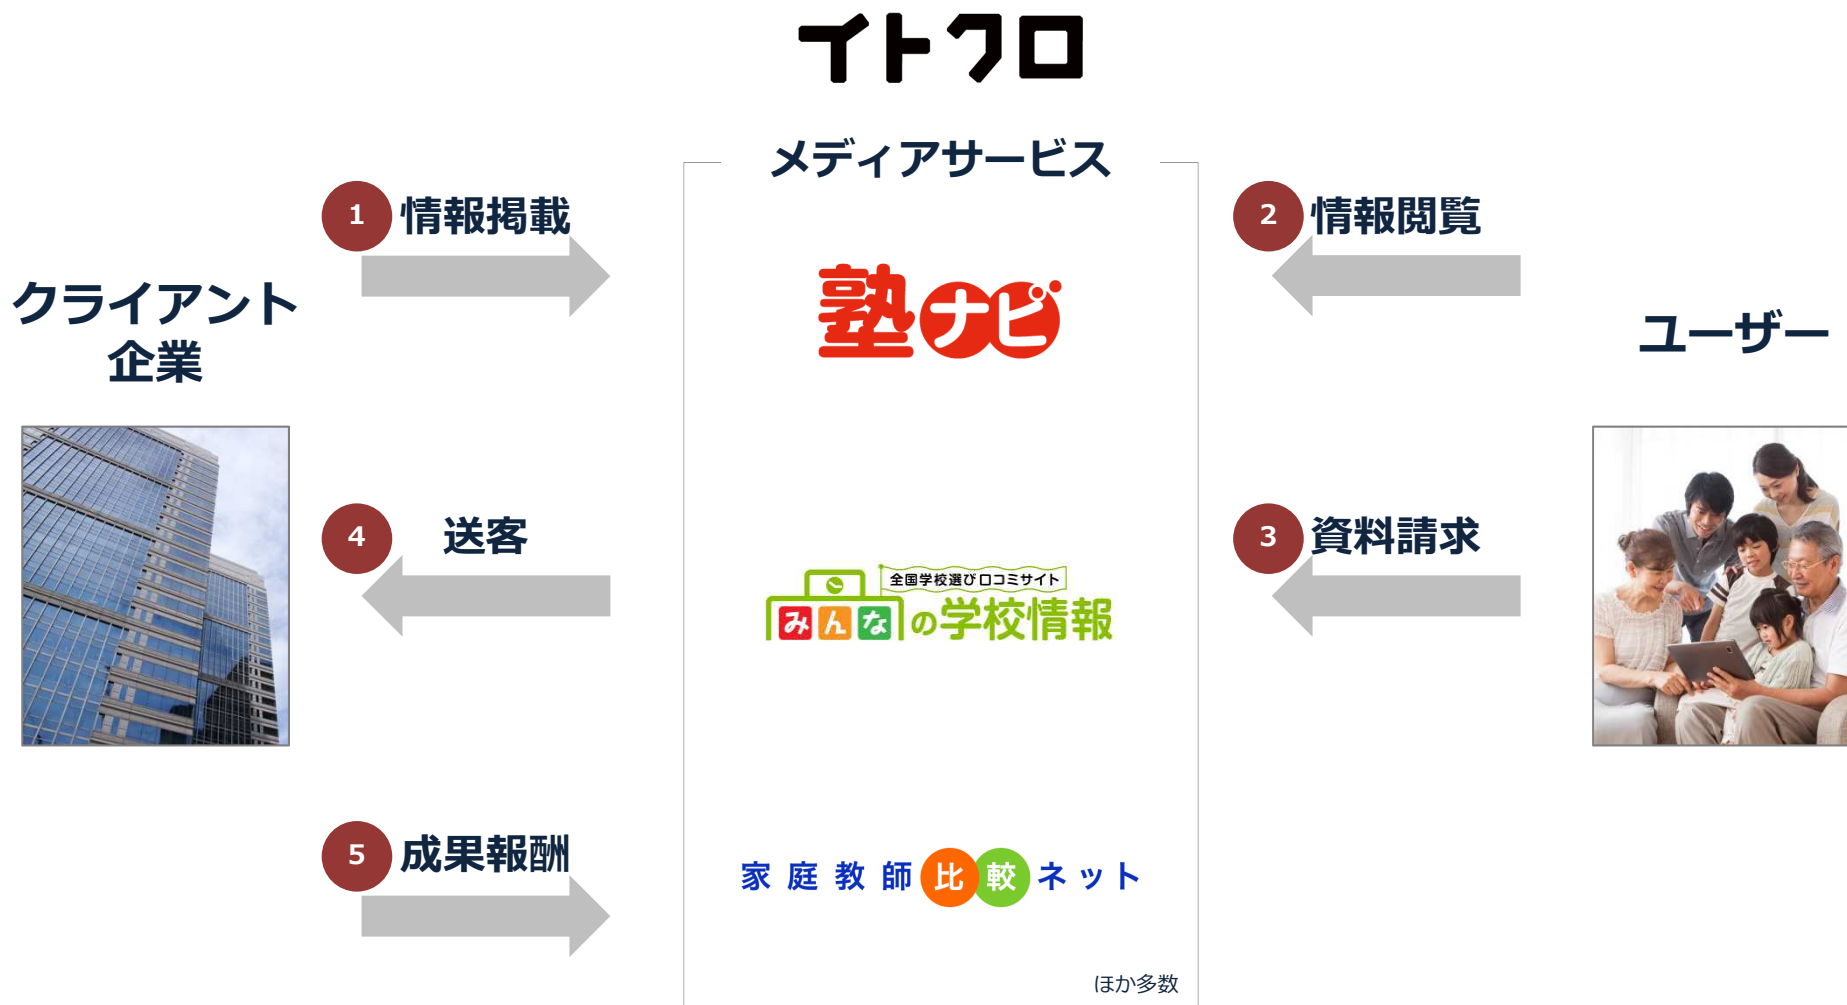 イトクロ
メディアサービス
1 情報掲載
2 情報閲覧
クライアント
企業
塾ナビ
ユーザー
4 送客
3 資料請求
全国学校選び口コミサイト
みんなの学校情報
5 成果報酬
家庭教師比較ネット
ほか多数